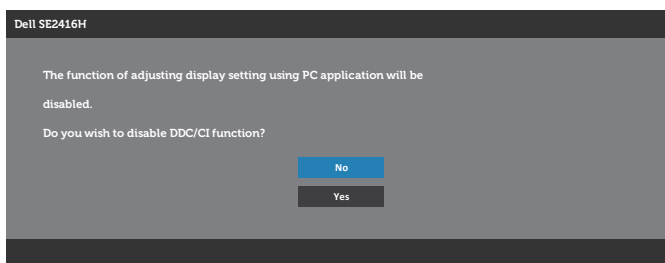 Dell SE2416H
The function of adjusting display setting using PC application will be
disabled.
Do you wish to disable DDC/CI function?
No
Yes